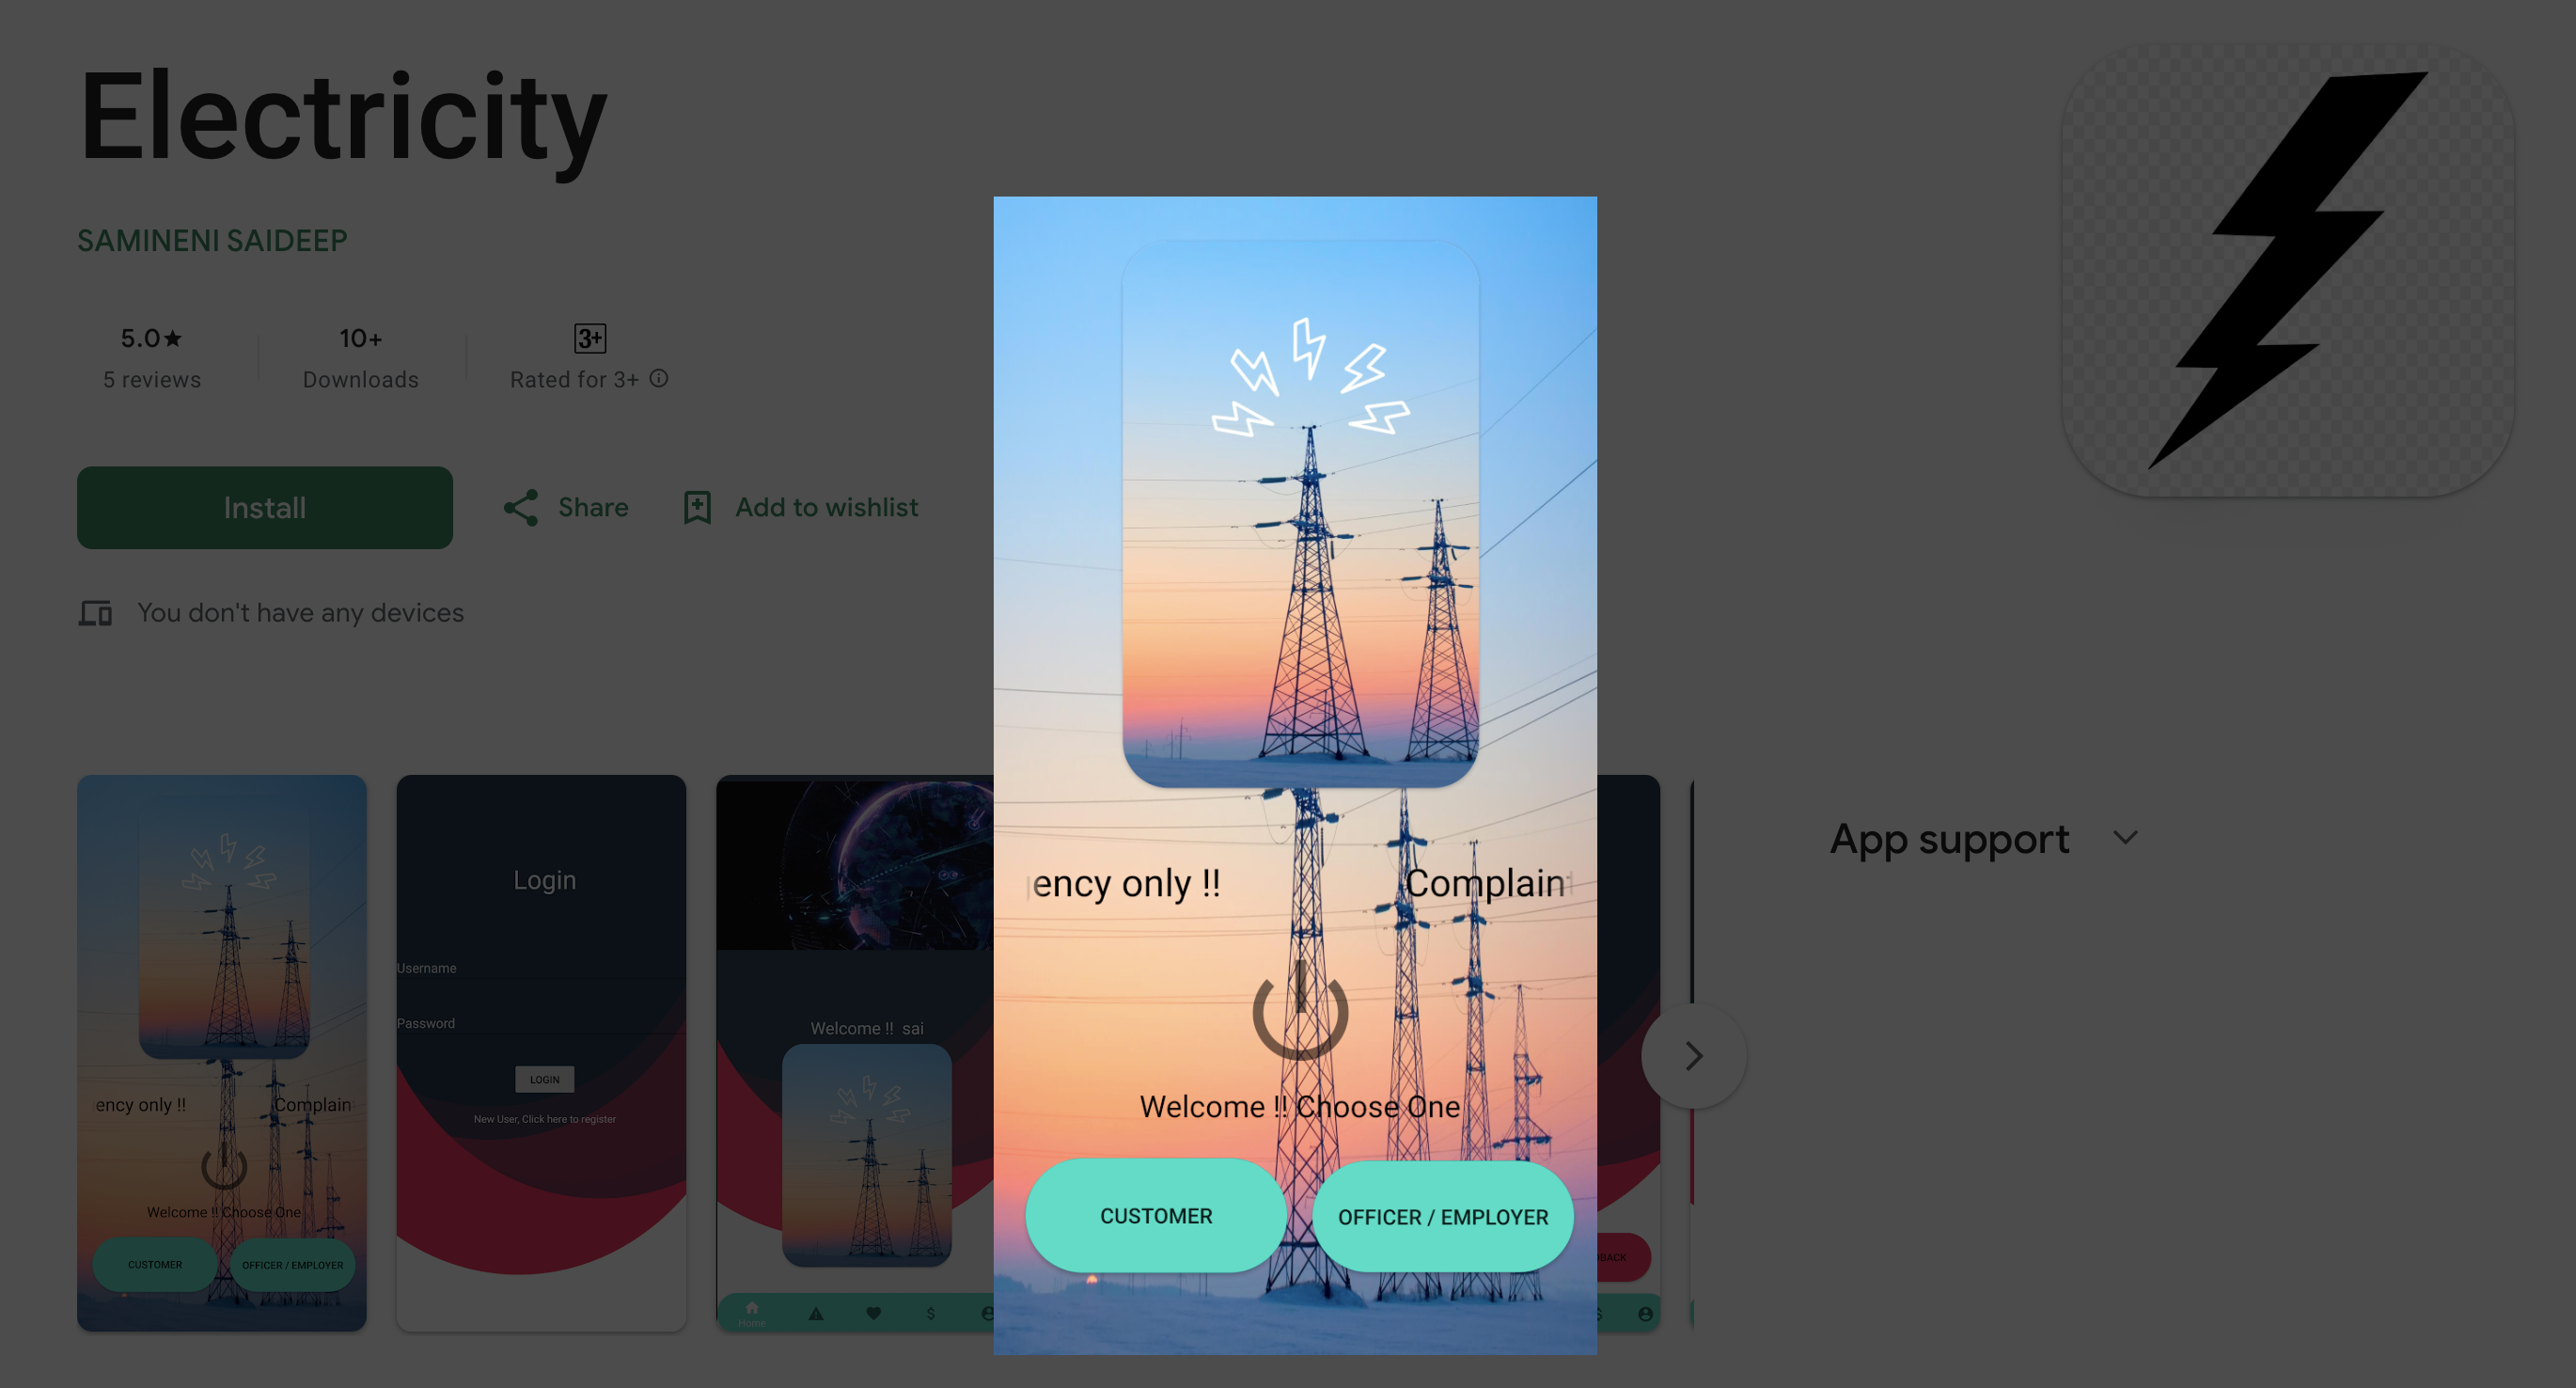 Electricity
SAMINENI SAIDEEP
5.0★
5 reviews
10+
Downloads
3+
Rated for 3+
Install
Share
Add to wishlist
You don't have any devices
ency only !!
Complain
Welcome !! Choose One
CUSTOMER
OFFICER / EMPLOYER
Login
Username
Password
LOGIN
New User, Click here to register
Welcome !! sai
Home
$
ency only !!
Complain
Welcome !! Choose One
CUSTOMER
OFFICER / EMPLOYER
BACK
$
App support